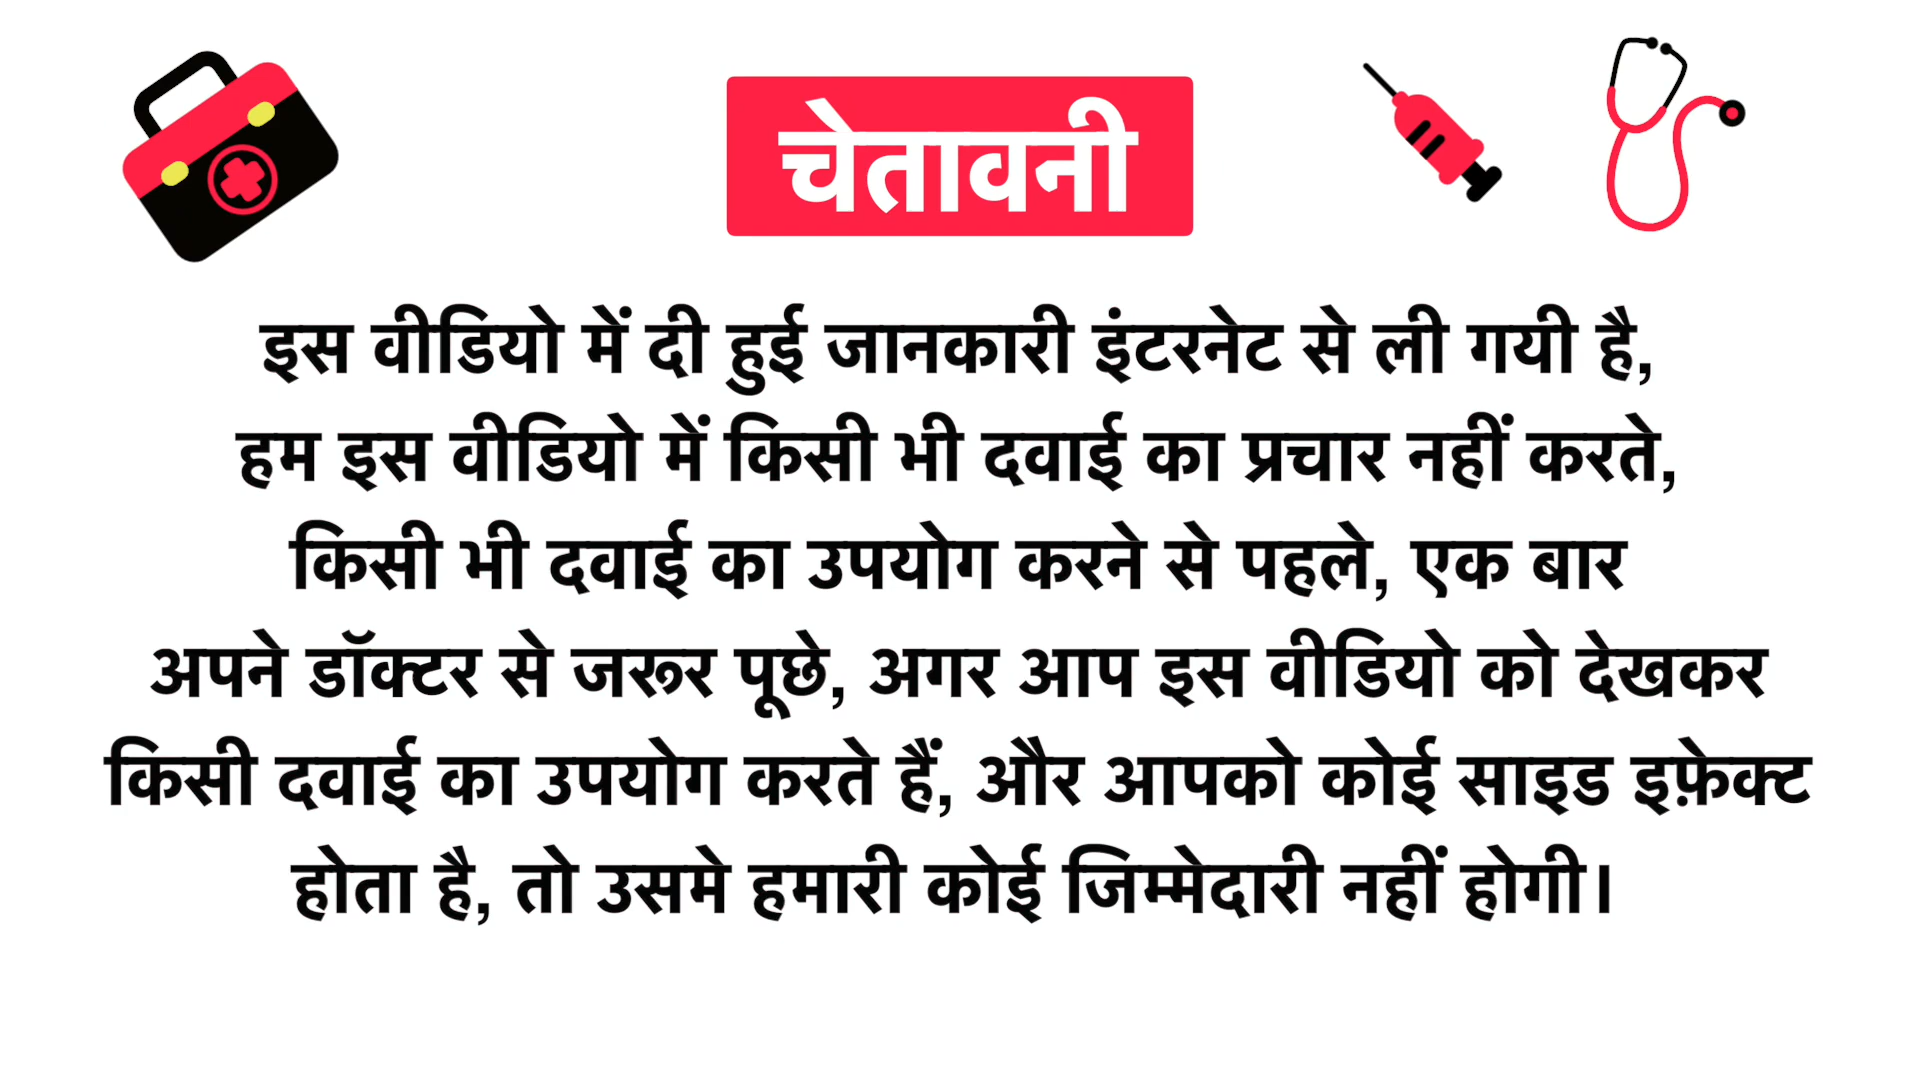 चेतावनी
इस वीडियो में दी हुई जानकारी इंटरनेट से ली गयी है,
हम इस वीडियो में किसी भी दवाई का प्रचार नहीं करते,
किसी भी दवाई का उपयोग करने से पहले, एक बार
अपने डॉक्टर से जरूर पूछे, अगर आप इस वीडियो को देखकर
किसी दवाई का उपयोग करते हैं, और आपको कोई साइड इफ़ेक्ट
होता है, तो उसमे हमारी कोई जिम्मेदारी नहीं होगी।